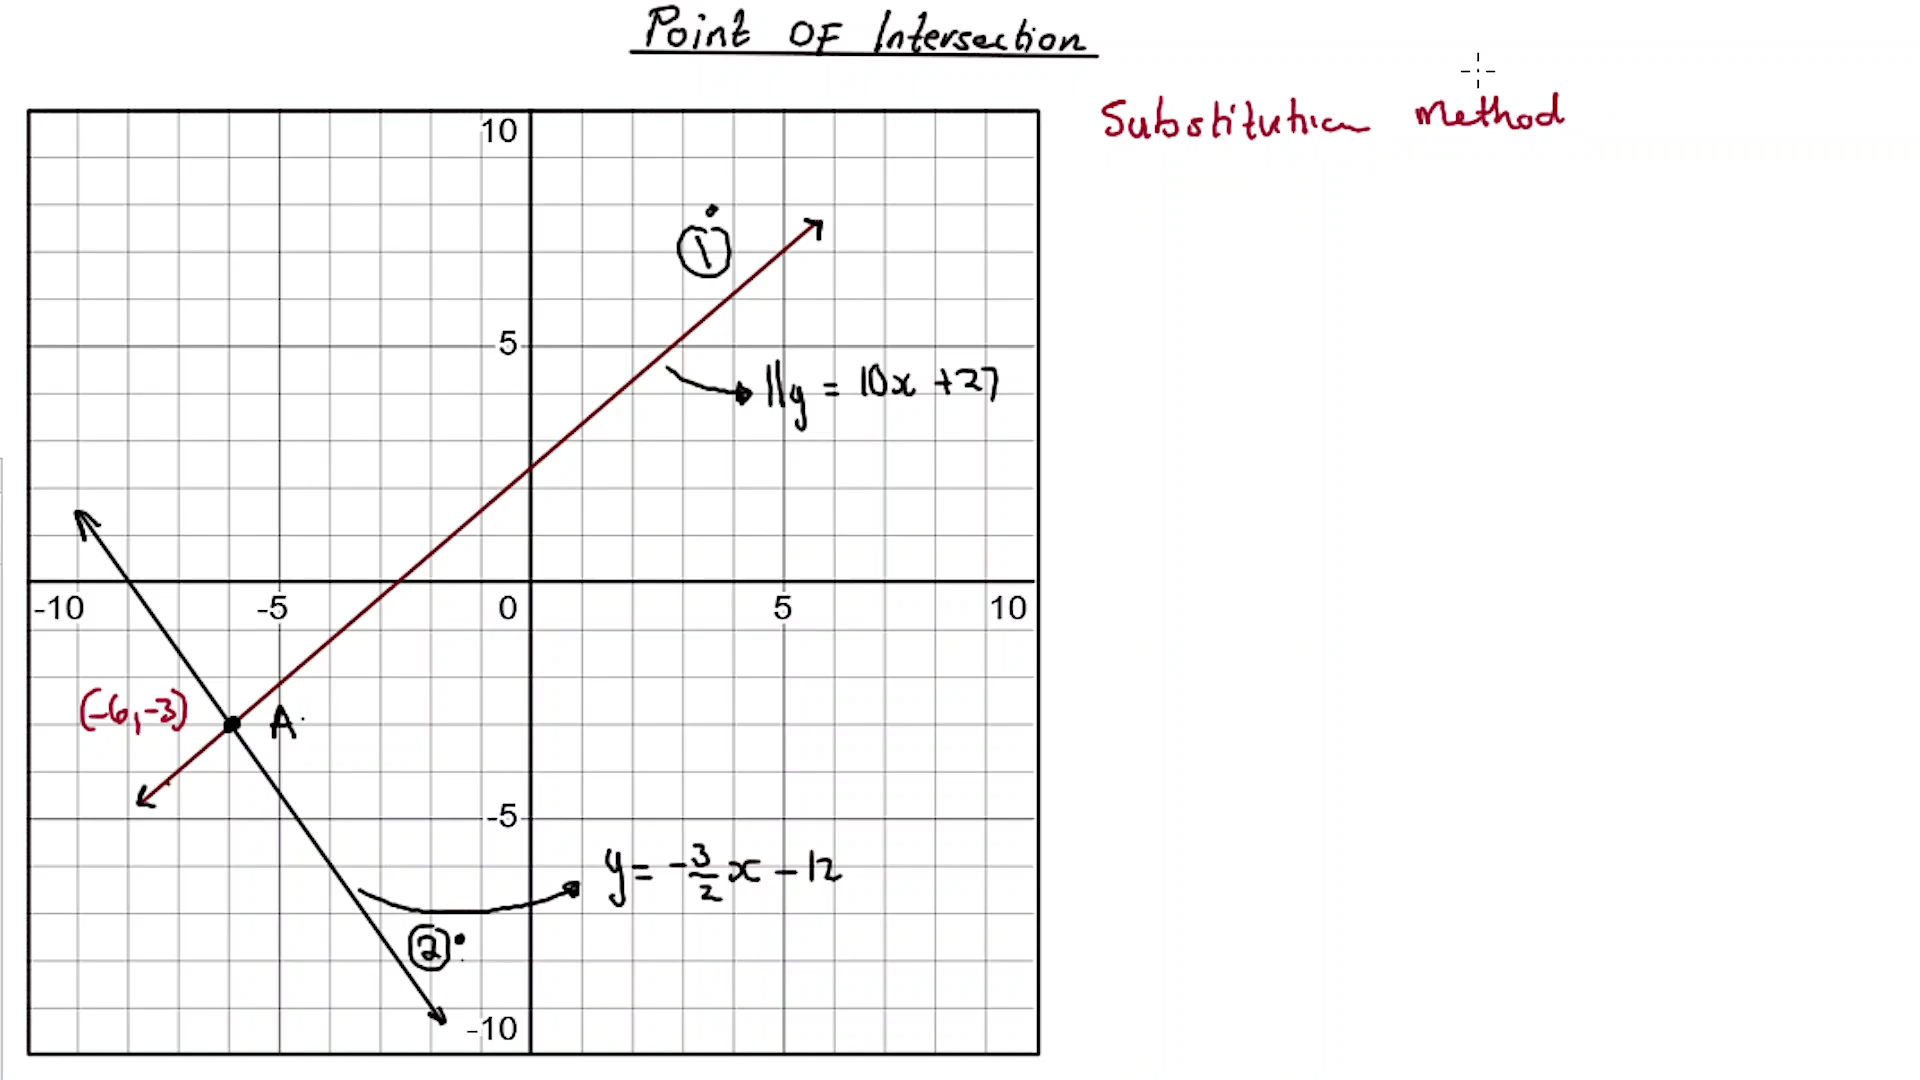 Point OF Intersection
Substitution Method
10
1
5
11y = 10x +27
-10 -5 0 5 10
(-6,-3) A
-5
y = -3/2 x - 12
2
-10